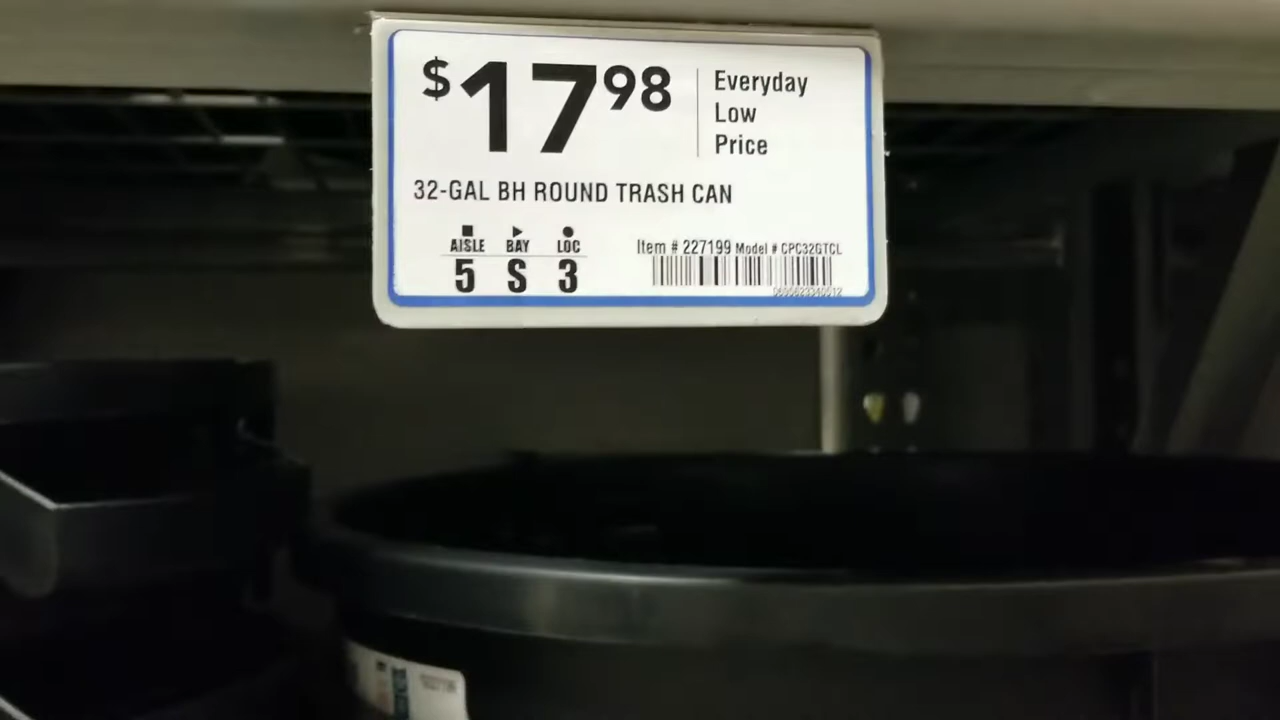 $17 98
Everyday
Low
Price
32-GAL BH ROUND TRASH CAN
AISLE BAY LOC
5 S 3
Item # 227199 Model # CPC32GTCL